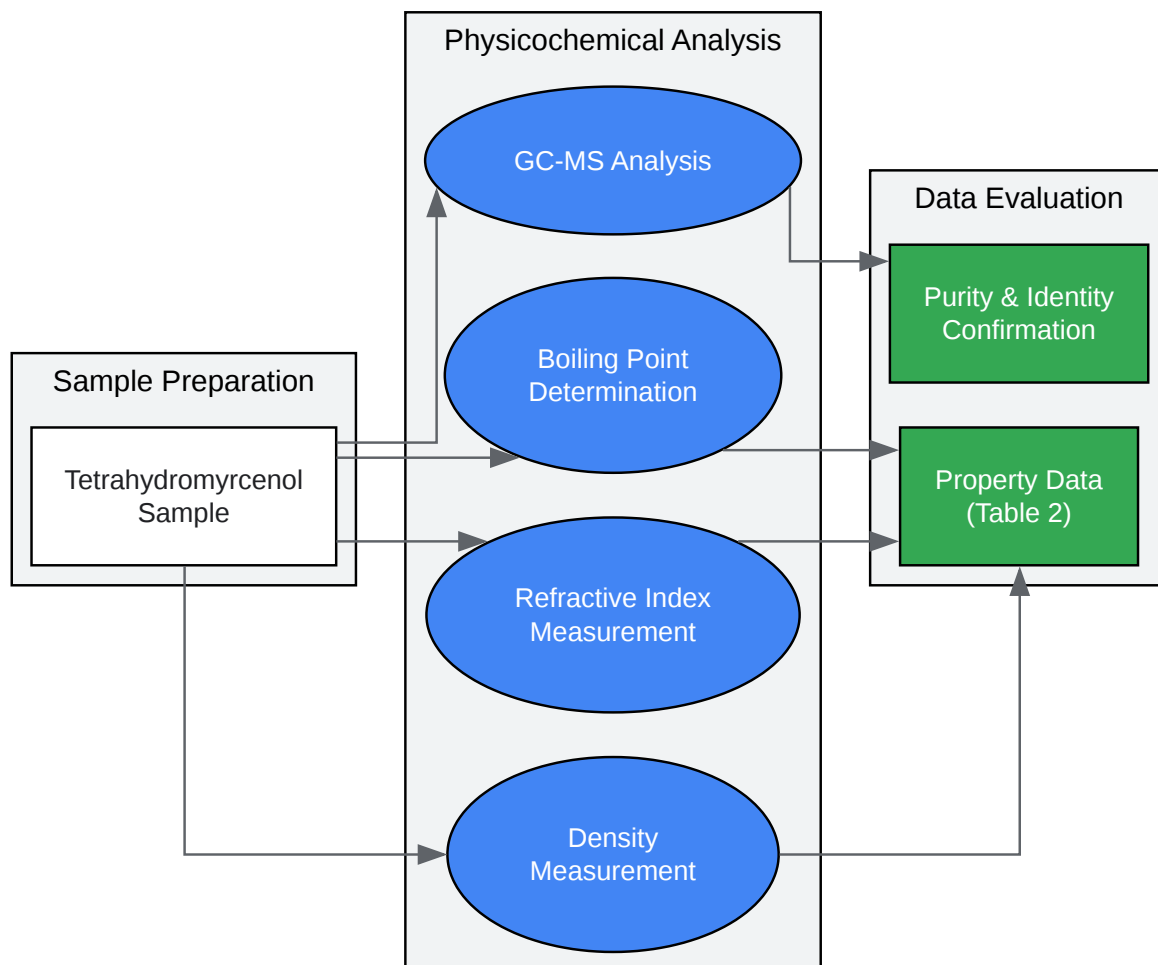 Physicochemical Analysis
GC-MS Analysis
Boiling Point
Determination
Refractive Index
Measurement
Density
Measurement
Sample Preparation
Tetrahydromyrcenol
Sample
Data Evaluation
Purity & Identity
Confirmation
Property Data
(Table 2)